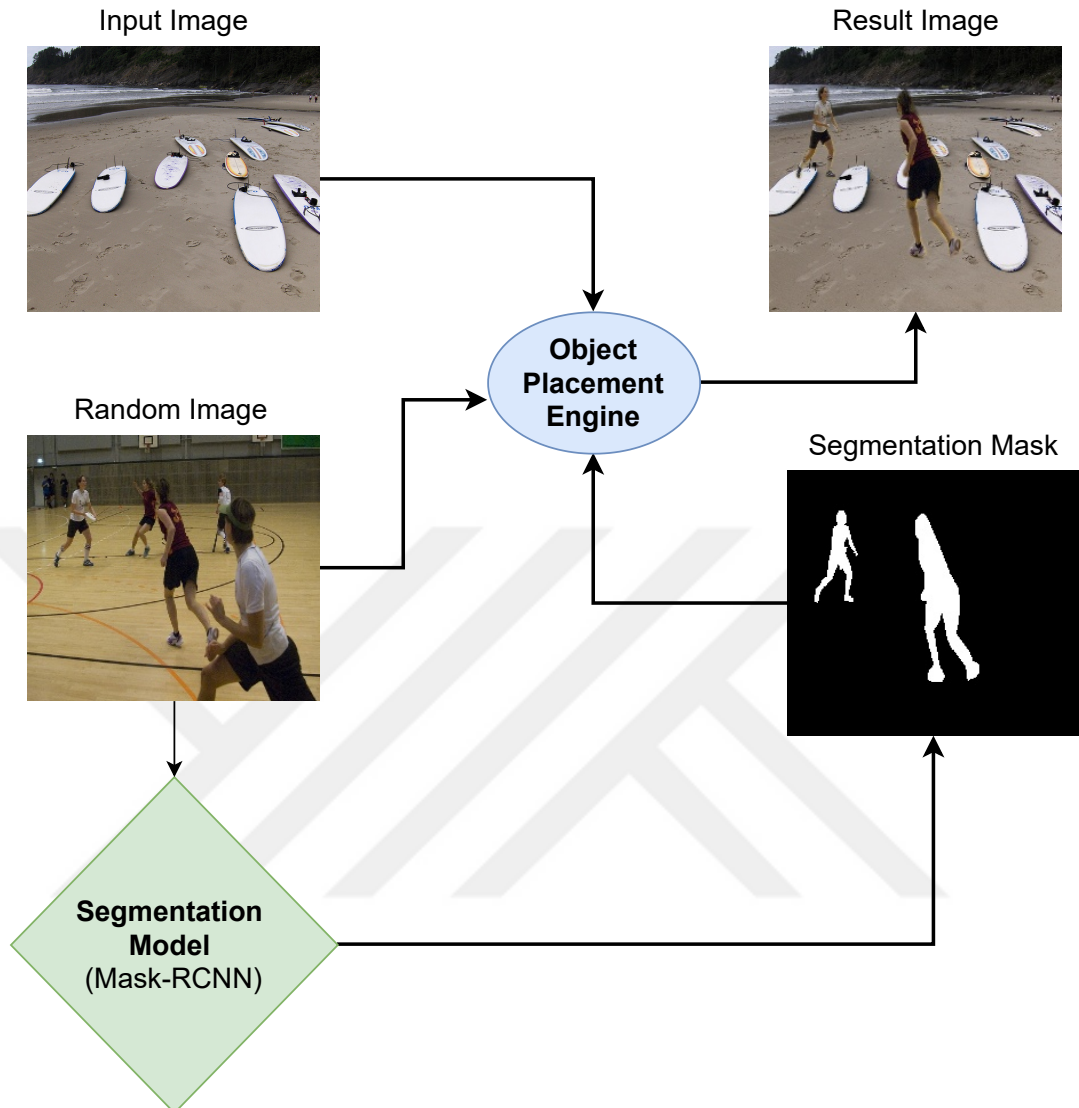 Input Image
Result Image
Object
Placement
Engine
Random Image
Segmentation Mask
Segmentation
Model
(Mask-RCNN)